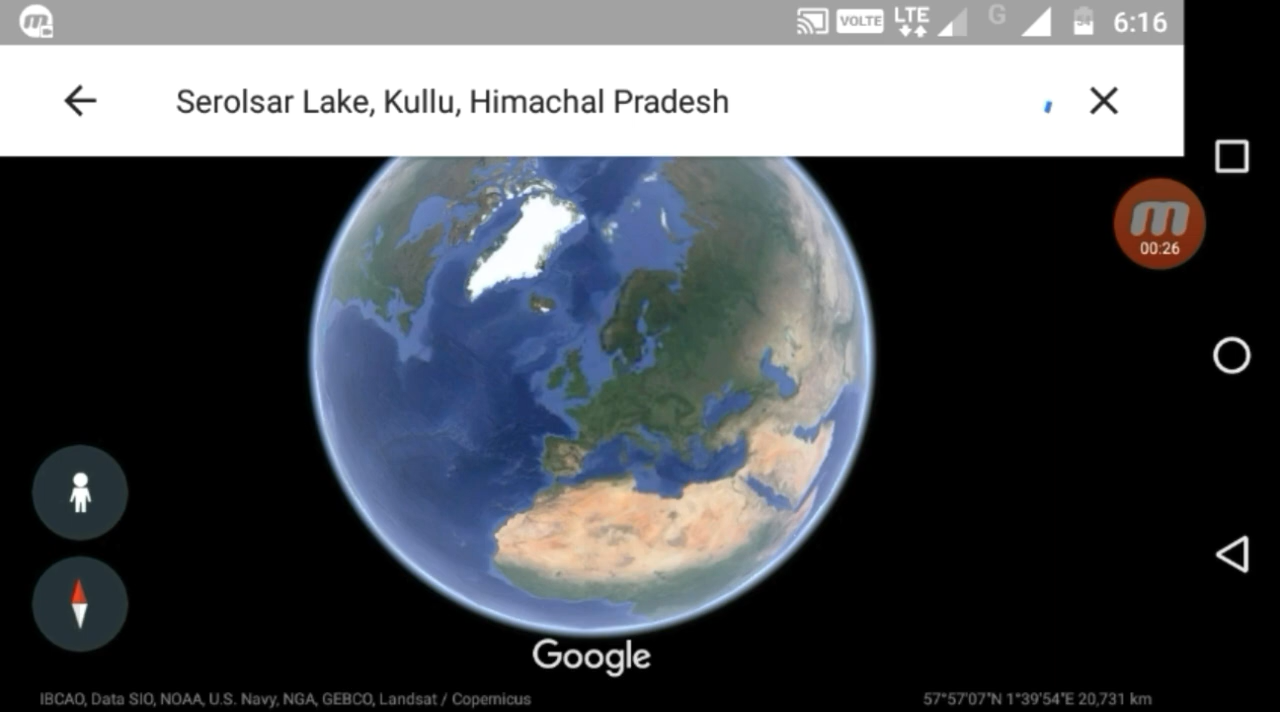 VOLTE LTE G 6:16
Serolsar Lake, Kullu, Himachal Pradesh
m
00:26
Google
IBCAO, Data SIO, NOAA, U.S. Navy, NGA, GEBCO, Landsat / Copernicus
57°57'07"N 1°39'54"E 20,731 km